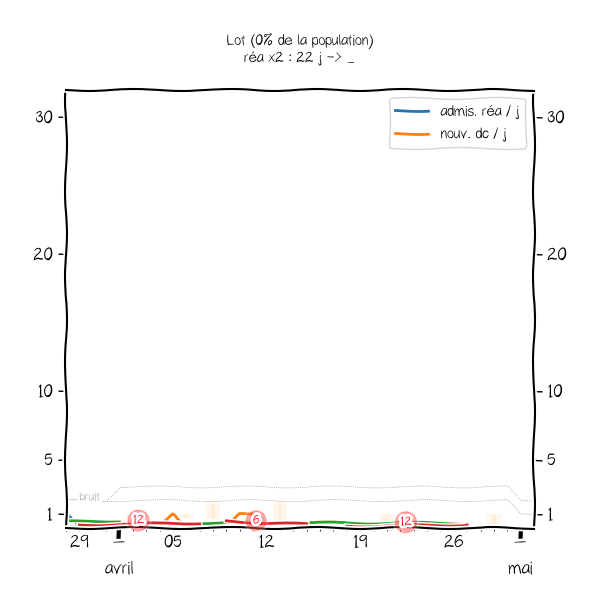 Lot (0% de la population)
réa x2 : 22 j -> _
admis. réa / j
nouv. dc / j
30
30
20
20
10
10
5
5
bruit
1
1
12
6
12
29
05
12
19
26
avril
mai